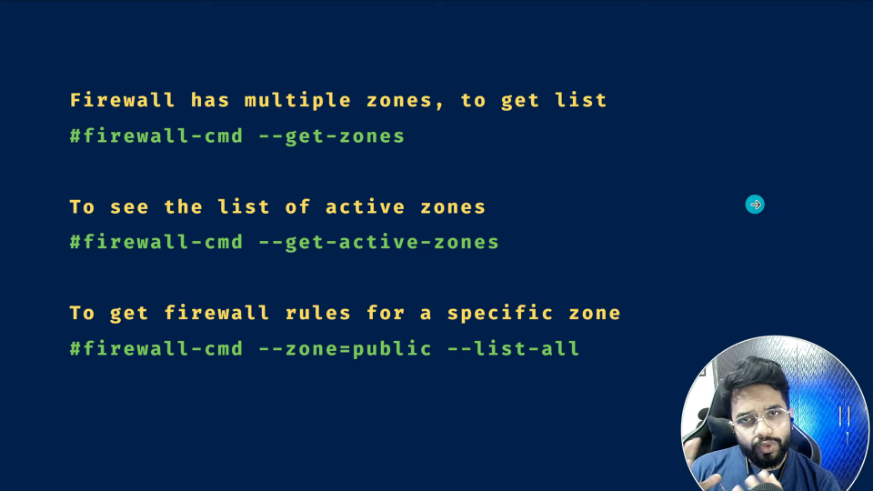 Firewall has multiple zones, to get list
#firewall-cmd --get-zones
To see the list of active zones
#firewall-cmd --get-active-zones
To get firewall rules for a specific zone
#firewall-cmd --zone=public --list-all